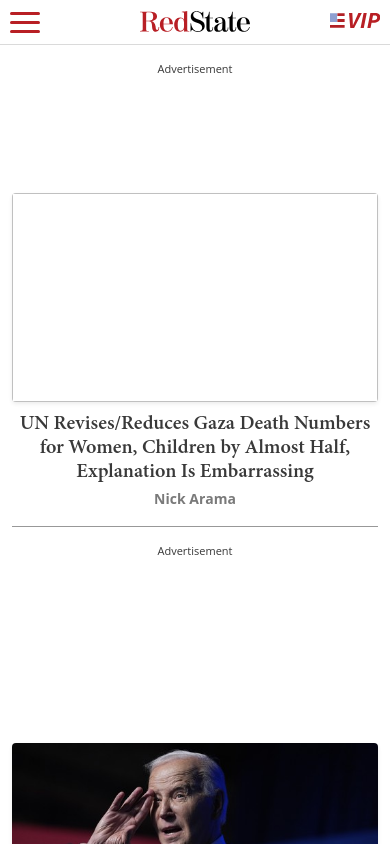 RedState
VIP
Advertisement
UN Revises/Reduces Gaza Death Numbers
for Women, Children by Almost Half,
Explanation Is Embarrassing
Nick Arama
Advertisement